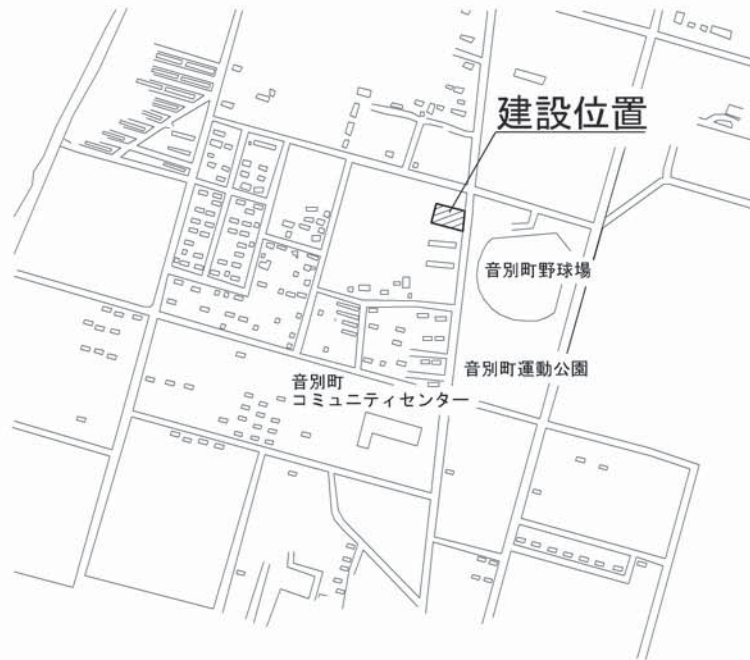 建設位置
音別町野球場
音別町運動公園
音別町
コミュニティセンター